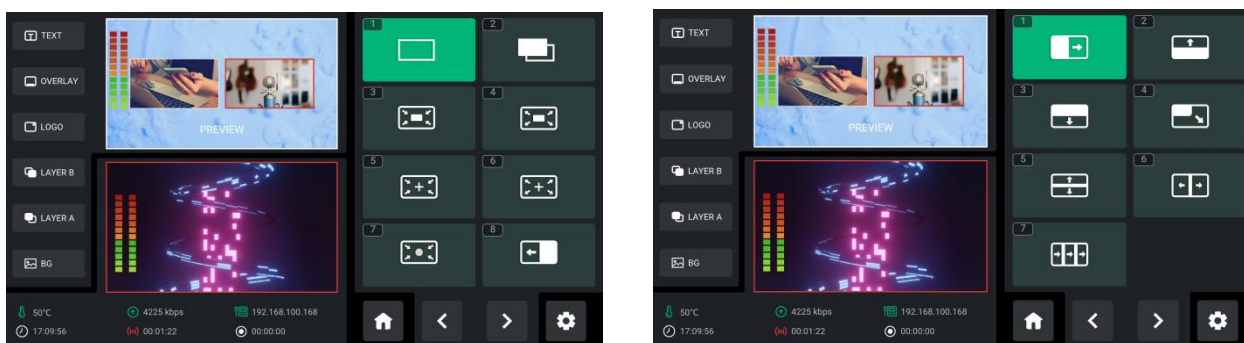 TEXT
OVERLAY
LOGO
LAYER B
LAYER A
BG
PREVIEW
1
2
3
4
5
6
7
8
50°C
4225 kbps
192.168.100.168
17:09:56
00:01:22
00:00:00
TEXT
OVERLAY
LOGO
LAYER B
LAYER A
BG
PREVIEW
1
2
3
4
5
6
7
50°C
4225 kbps
192.168.100.168
17:09:56
00:01:22
00:00:00